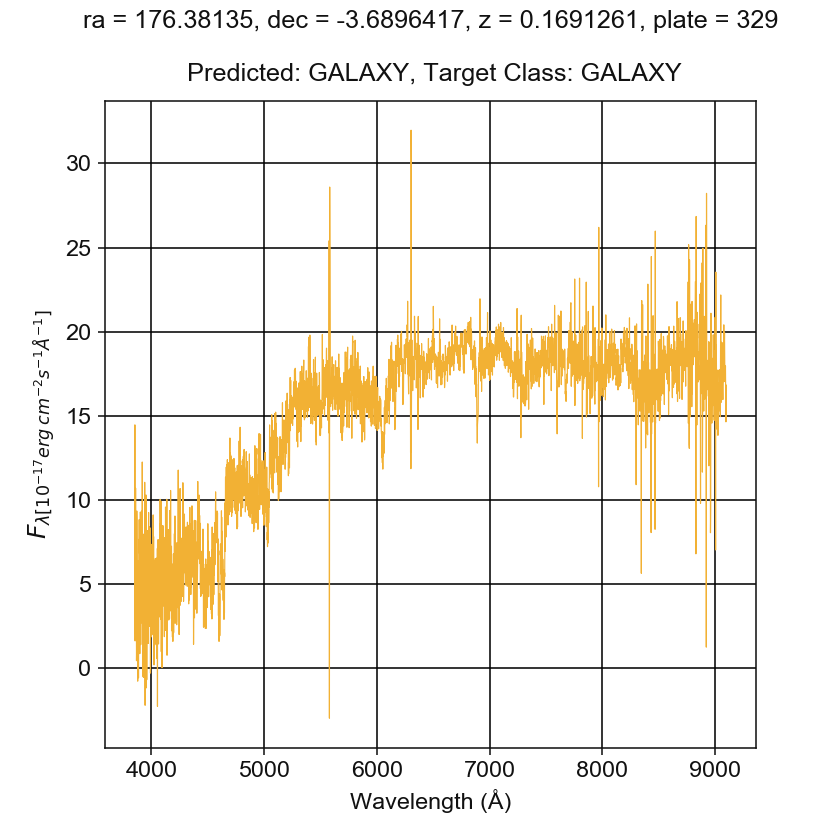 ra = 176.38135, dec = -3.6896417, z = 0.1691261, plate = 329
Predicted: GALAXY, Target Class: GALAXY
30
25
20
15
10
5
0
F_{λ[10^{-17} erg cm^{-2} s^{-1} Å^{-1}]}
4000 5000 6000 7000 8000 9000
Wavelength (Å)